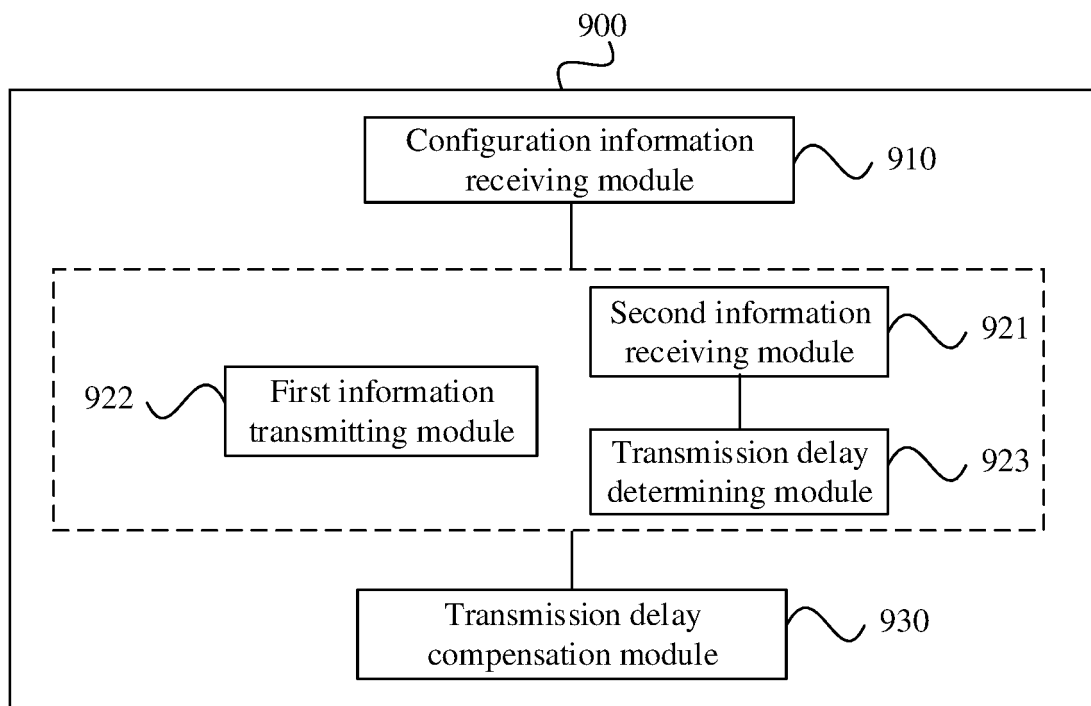 900
Configuration information
receiving module
910
Second information
receiving module
921
First information
transmitting module
922
Transmission delay
determining module
923
Transmission delay
compensation module
930